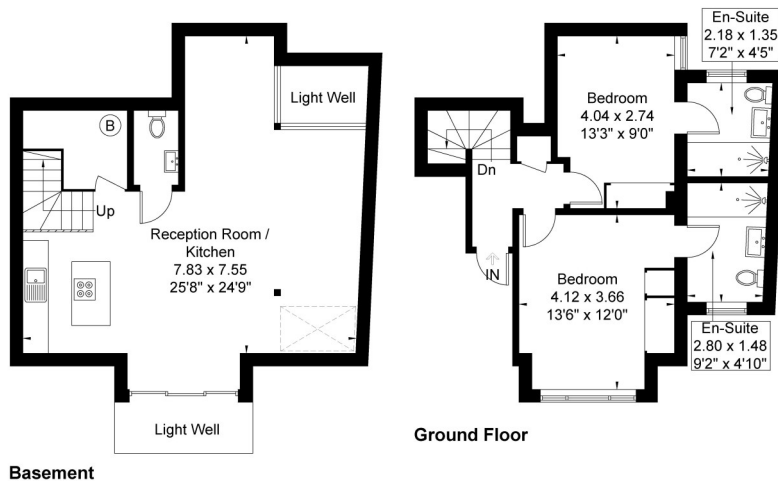 Light Well
B
Up
Reception Room /
Kitchen
7.83 x 7.55
25'8" x 24'9"
Light Well
Basement
En-Suite
2.18 x 1.35
7'2" x 4'5"
Bedroom
4.04 x 2.74
13'3" x 9'0"
Dn
IN
Bedroom
4.12 x 3.66
13'6" x 12'0"
En-Suite
2.80 x 1.48
9'2" x 4'10"
Ground Floor